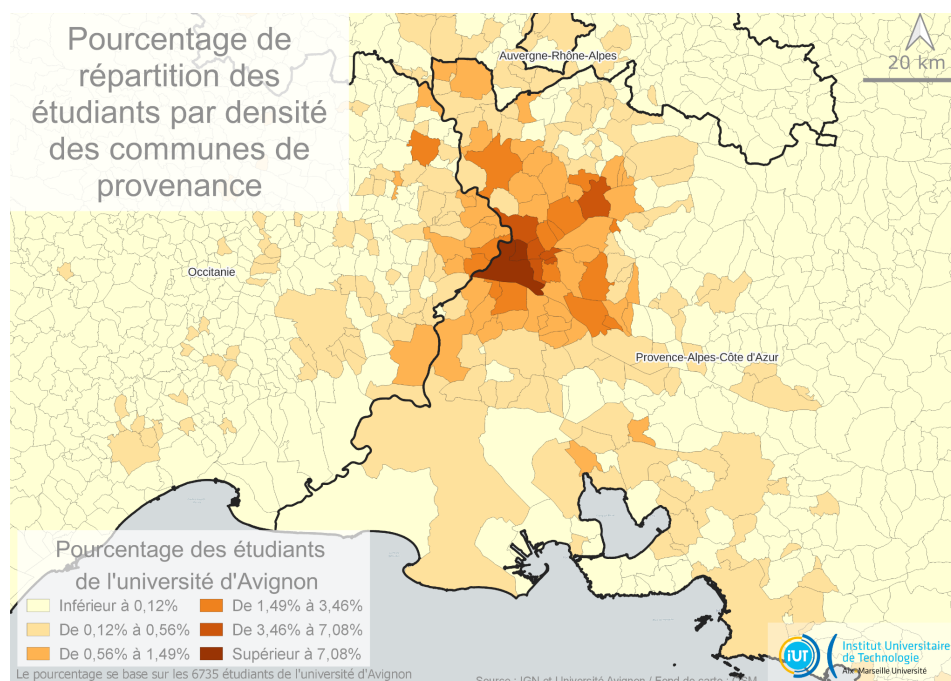 Pourcentage de
répartition des
étudiants par densité
des communes de
provenance
Auvergne-Rhône-Alpes
20 km
Occitanie
Provence-Alpes-Côte d'Azur
Pourcentage des étudiants
de l'université d'Avignon
Inférieur à 0,12%
De 0,12% à 0,56%
De 0,56% à 1,49%
De 1,49% à 3,46%
De 3,46% à 7,08%
Supérieur à 7,08%
Le pourcentage se base sur les 6735 étudiants de l'université d'Avignon
Source : IGN et Université Avignon / Fond de carte : OSM
iUT
Institut Universitaire
de Technologie
Aix Marseille Université